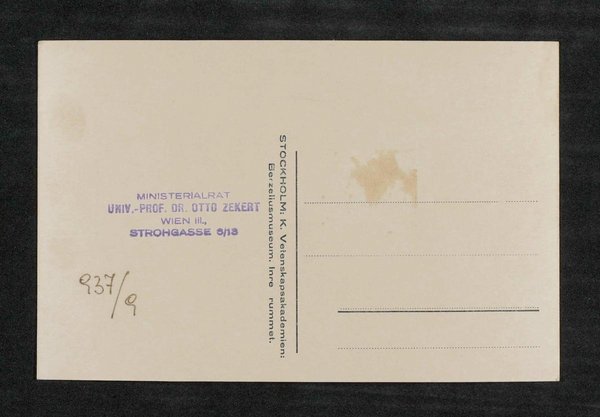 MINISTERIALRAT
UNIV.-PROF. DR. OTTO ZEKERT
WIEN III.,
STROHGASSE 9/13
STOCKHOLM: K. Vetenskapsakademien:
Berzeliusmuseum. Inre rummet.
937/9